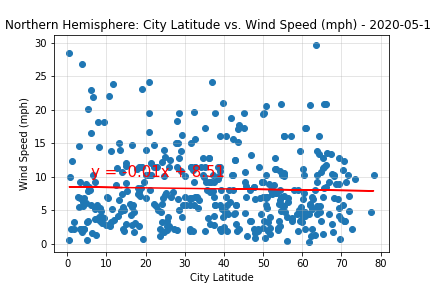 Northern Hemisphere: City Latitude vs. Wind Speed (mph) - 2020-05-1
30
25
20
15
10
5
0
Wind Speed (mph)
y = -0.01x + 8.51
0 10 20 30 40 50 60 70 80
City Latitude